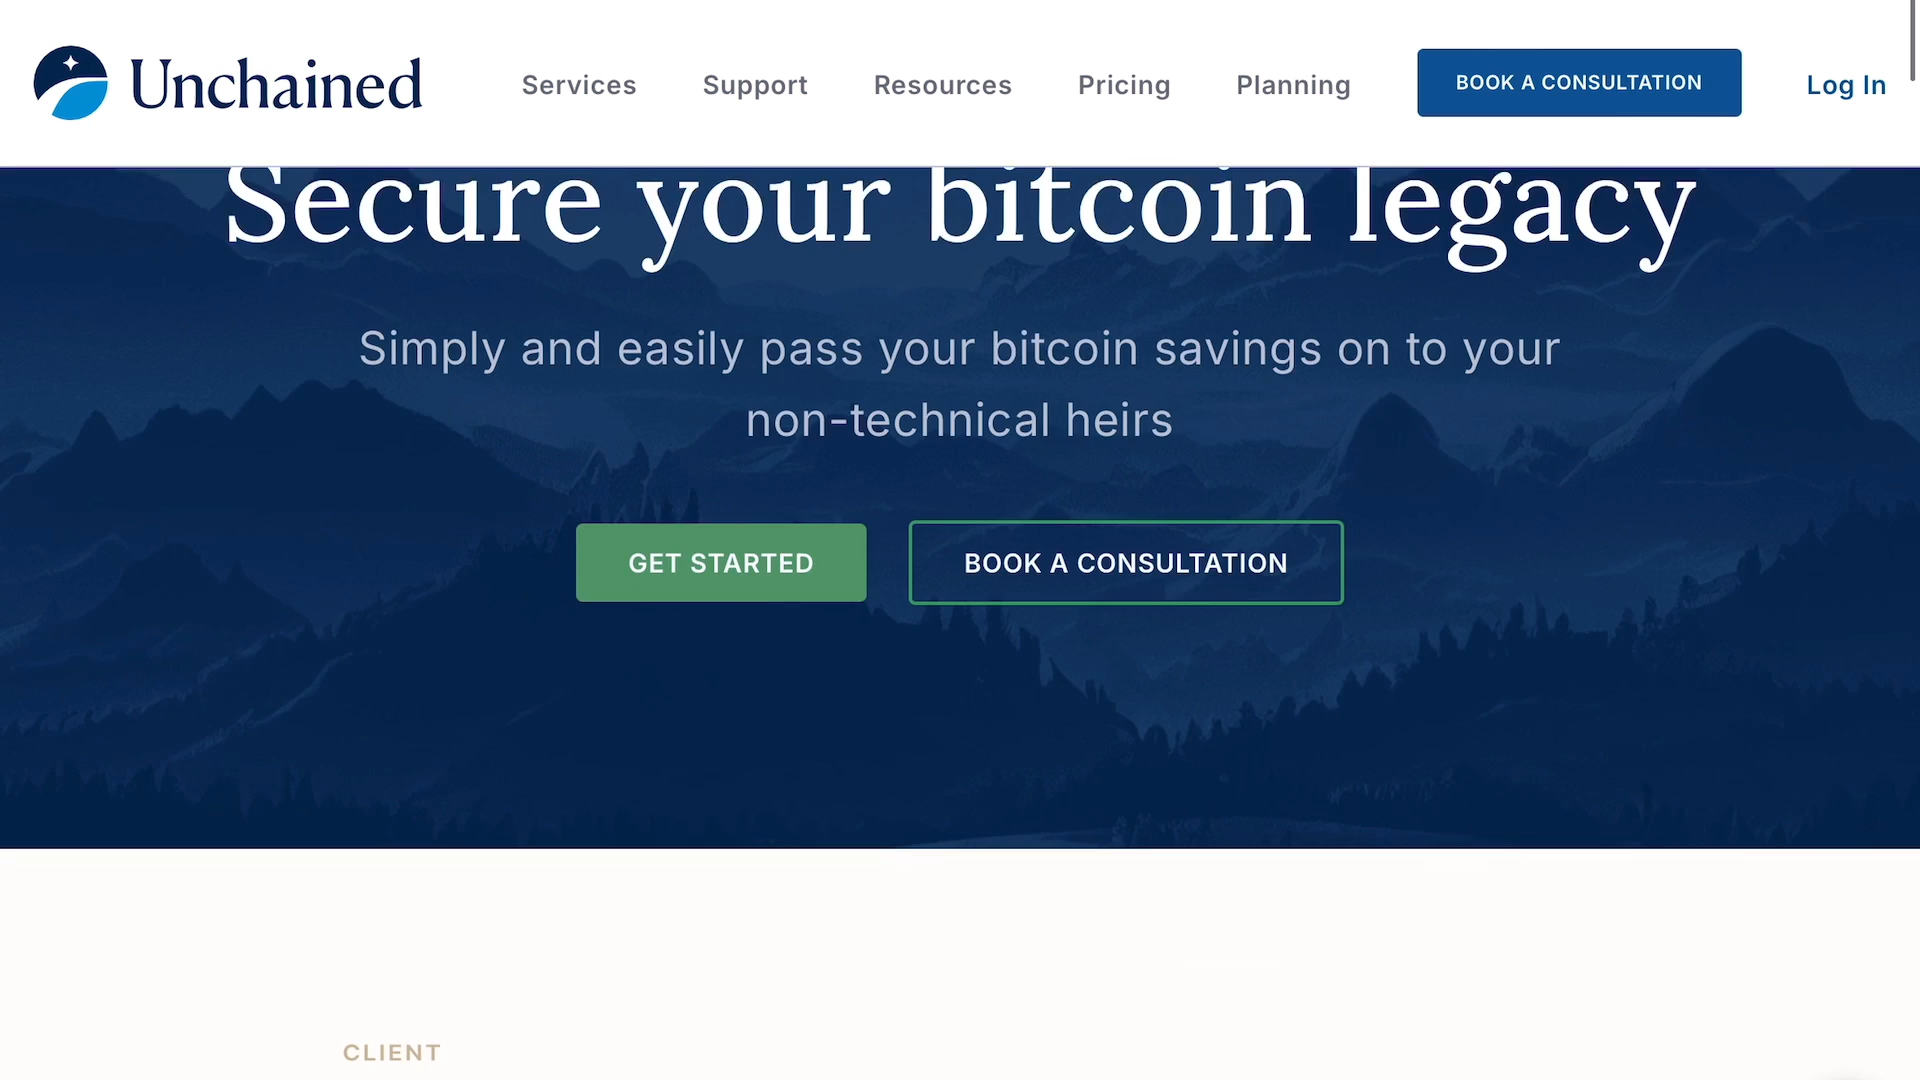 Unchained
Services
Support
Resources
Pricing
Planning
BOOK A CONSULTATION
Log In
Secure your bitcoin legacy
Simply and easily pass your bitcoin savings on to your
non-technical heirs
GET STARTED
BOOK A CONSULTATION
CLIENT